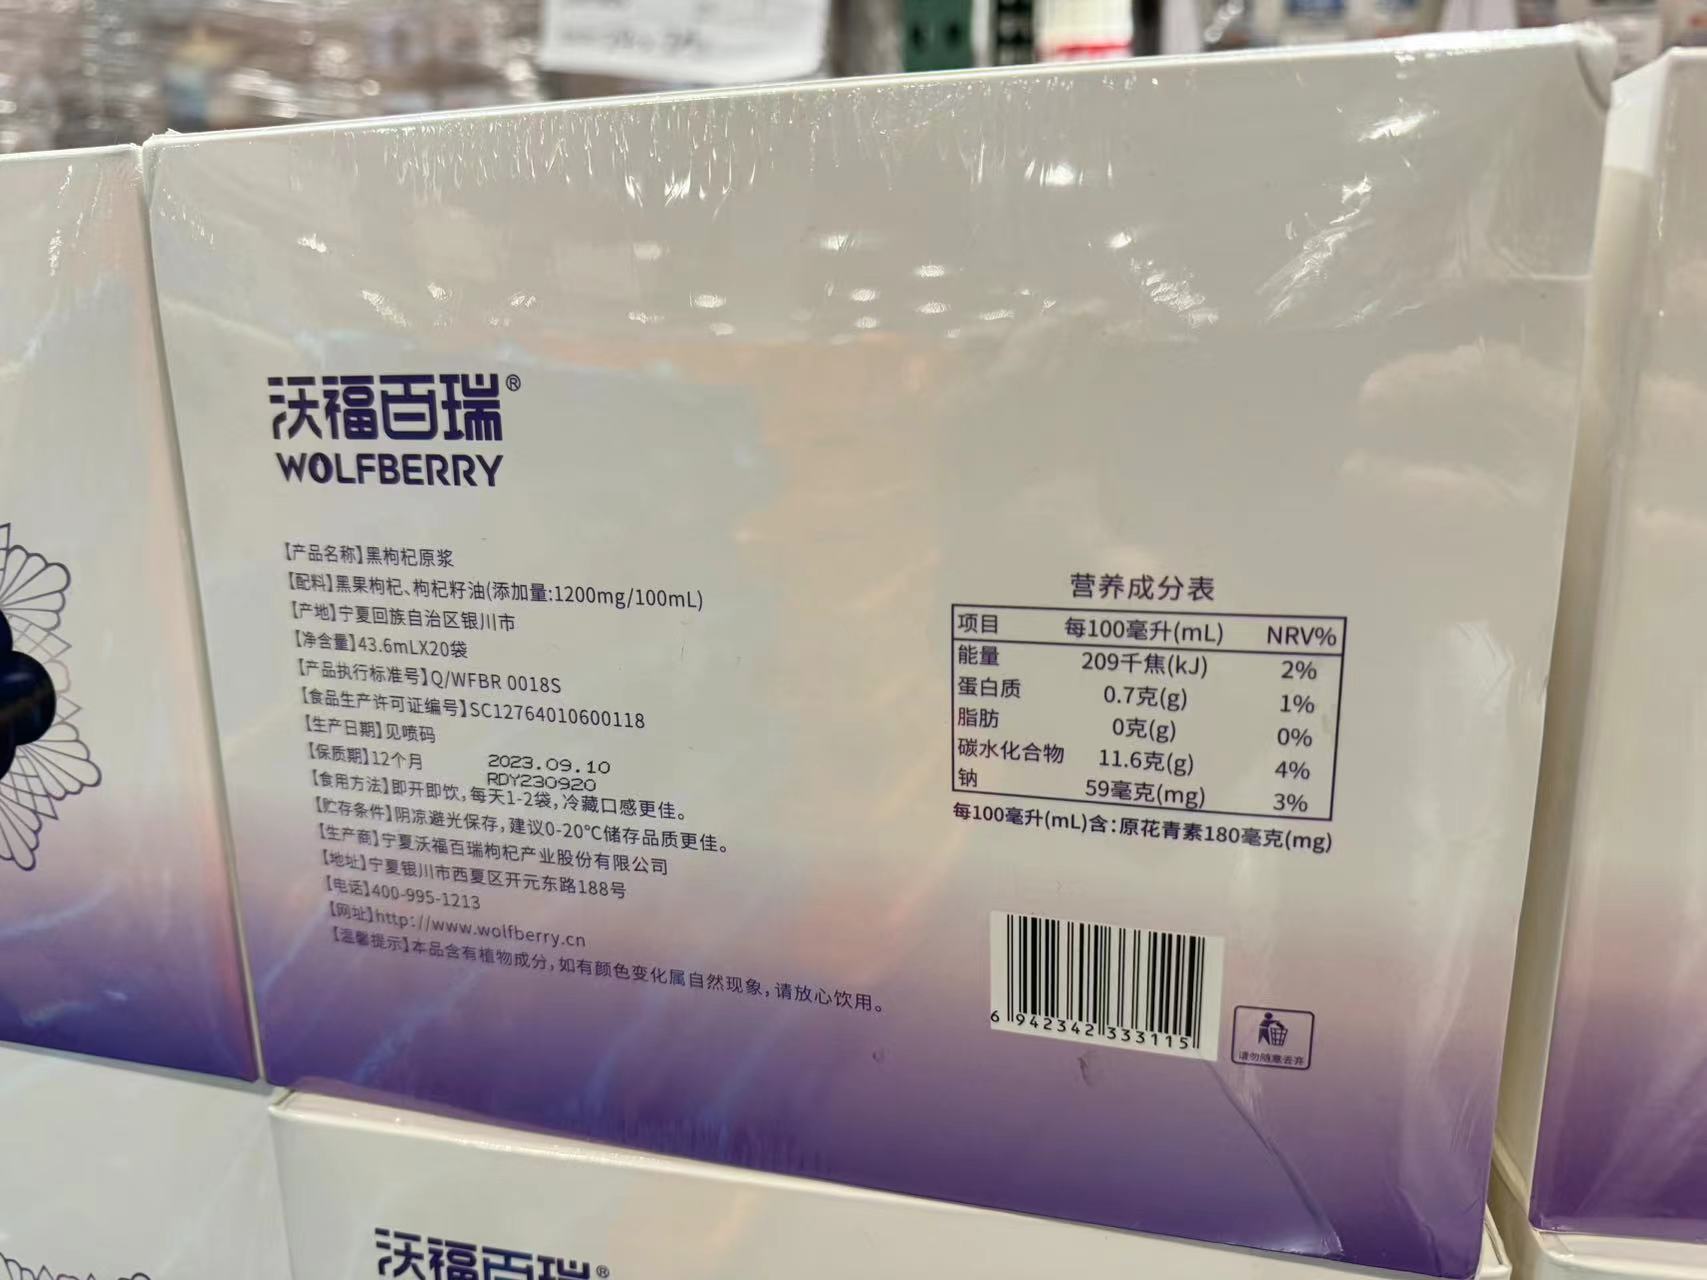 沃福百瑞®
WOLFBERRY
【产品名称】黑枸杞原浆
【配料】黑果枸杞、枸杞籽油(添加量:1200mg/100mL)
【产地】宁夏回族自治区银川市
【净含量】43.6mLX20袋
【产品执行标准号】Q/WFBR 0018S
【食品生产许可证编号】SC12764010600118
【生产日期】见喷码
【保质期】12个月
2023.09.10
RDY230920
【食用方法】即开即饮,每天1-2袋,冷藏口感更佳。
【贮存条件】阴凉避光保存,建议0-20℃储存品质更佳。
【生产商】宁夏沃福百瑞枸杞产业股份有限公司
【地址】宁夏银川市西夏区开元东路188号
【电话】400-995-1213
【网址】http://www.wolfberry.cn
【温馨提示】本品含有植物成分,如有颜色变化属自然现象,请放心饮用。
营养成分表
项目 每100毫升(mL) NRV%
能量 209千焦(kJ) 2%
蛋白质 0.7克(g) 1%
脂肪 0克(g) 0%
碳水化合物 11.6克(g) 4%
钠 59毫克(mg) 3%
每100毫升(mL)含:原花青素180毫克(mg)
6 942342 333115
请勿随意丢弃
沃福百瑞®